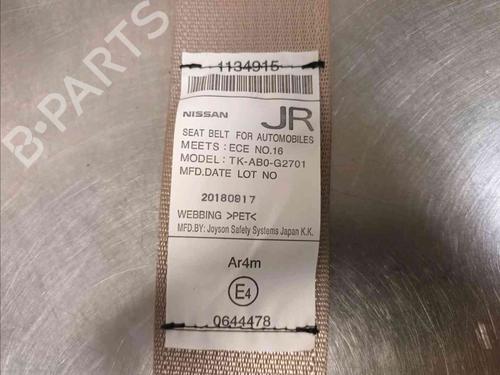 B-PARTS
1134915
NISSAN JR
SEAT BELT FOR AUTOMOBILES
MEETS : ECE NO.16
MODEL: TK-AB0-G2701
MFD.DATE LOT NO
20180917
WEBBING >PET<
MFD.BY: Joyson Safety Systems Japan K.K.
Ar4m
E4
0644478